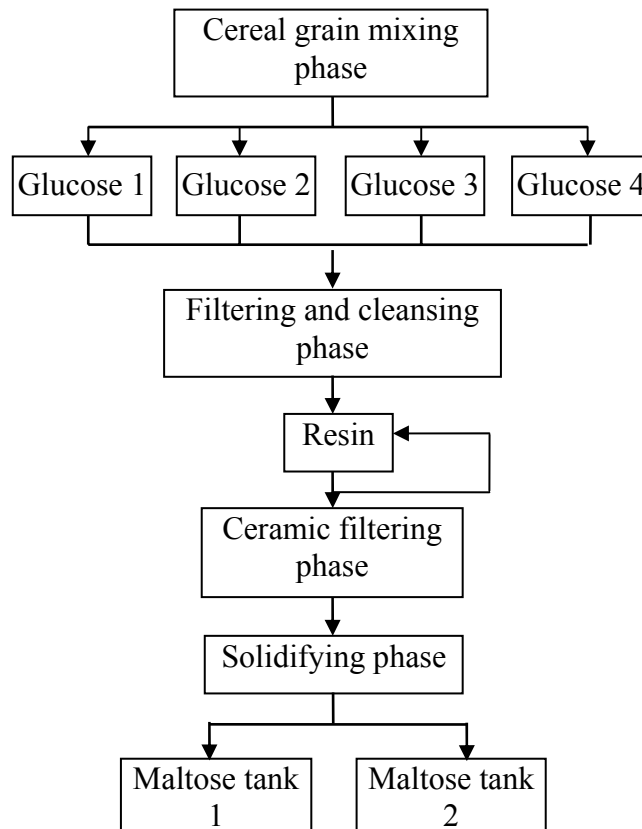 Cereal grain mixing
phase
Glucose 1
Glucose 2
Glucose 3
Glucose 4
Filtering and cleansing
phase
Resin
Ceramic filtering
phase
Solidifying phase
Maltose tank
1
Maltose tank
2